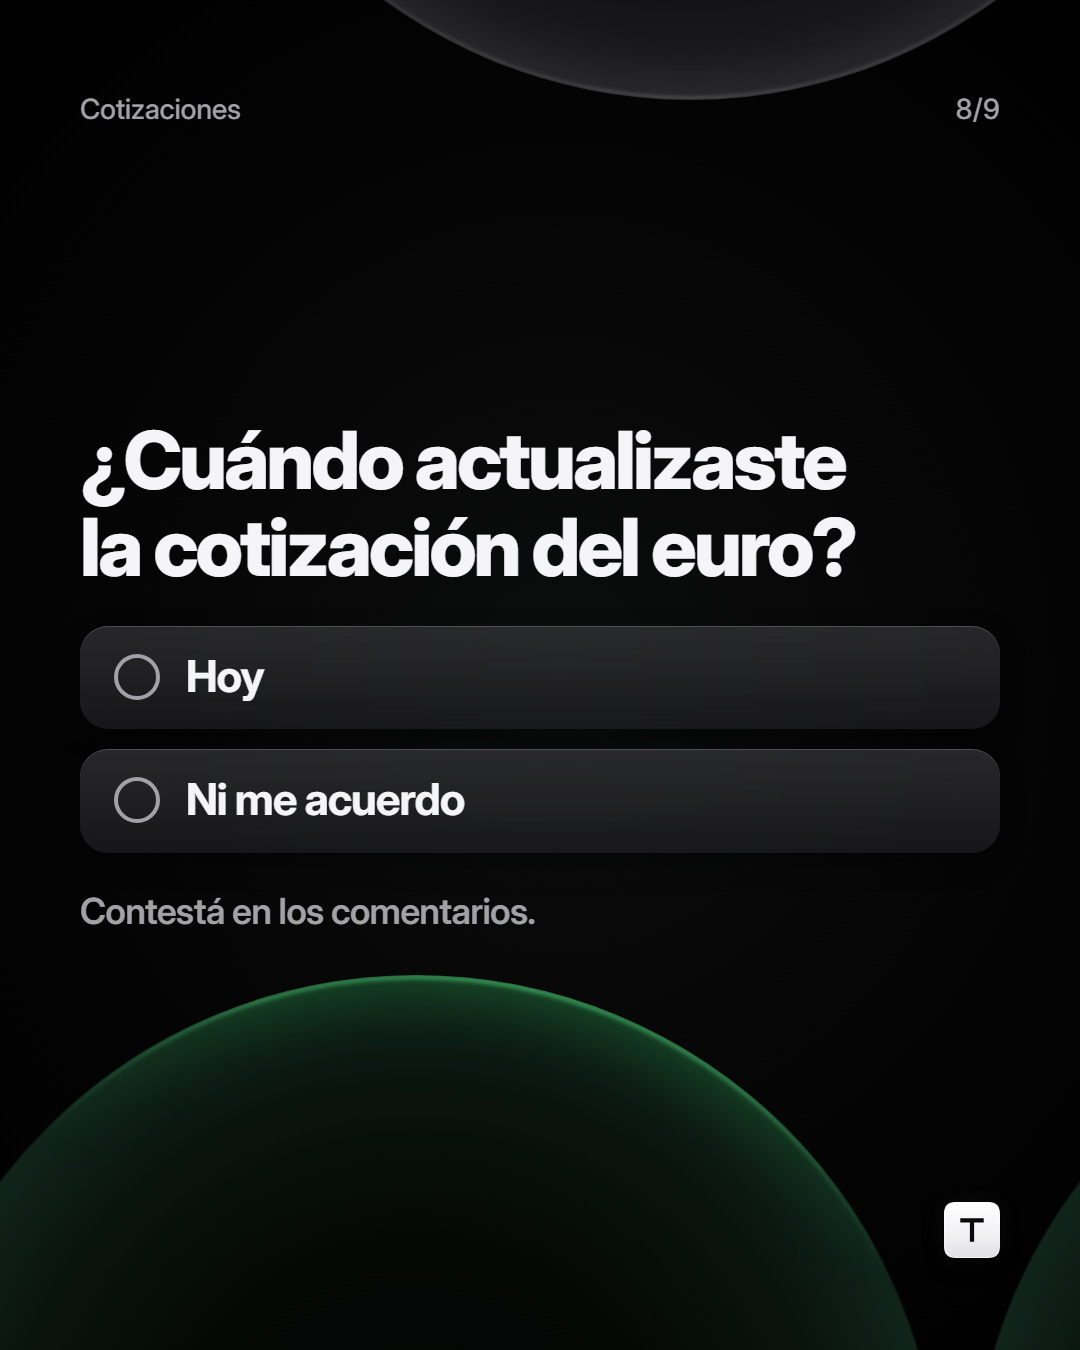 Cotizaciones
8/9
¿Cuándo actualizaste
la cotización del euro?
Hoy
Ni me acuerdo
Contestá en los comentarios.
T